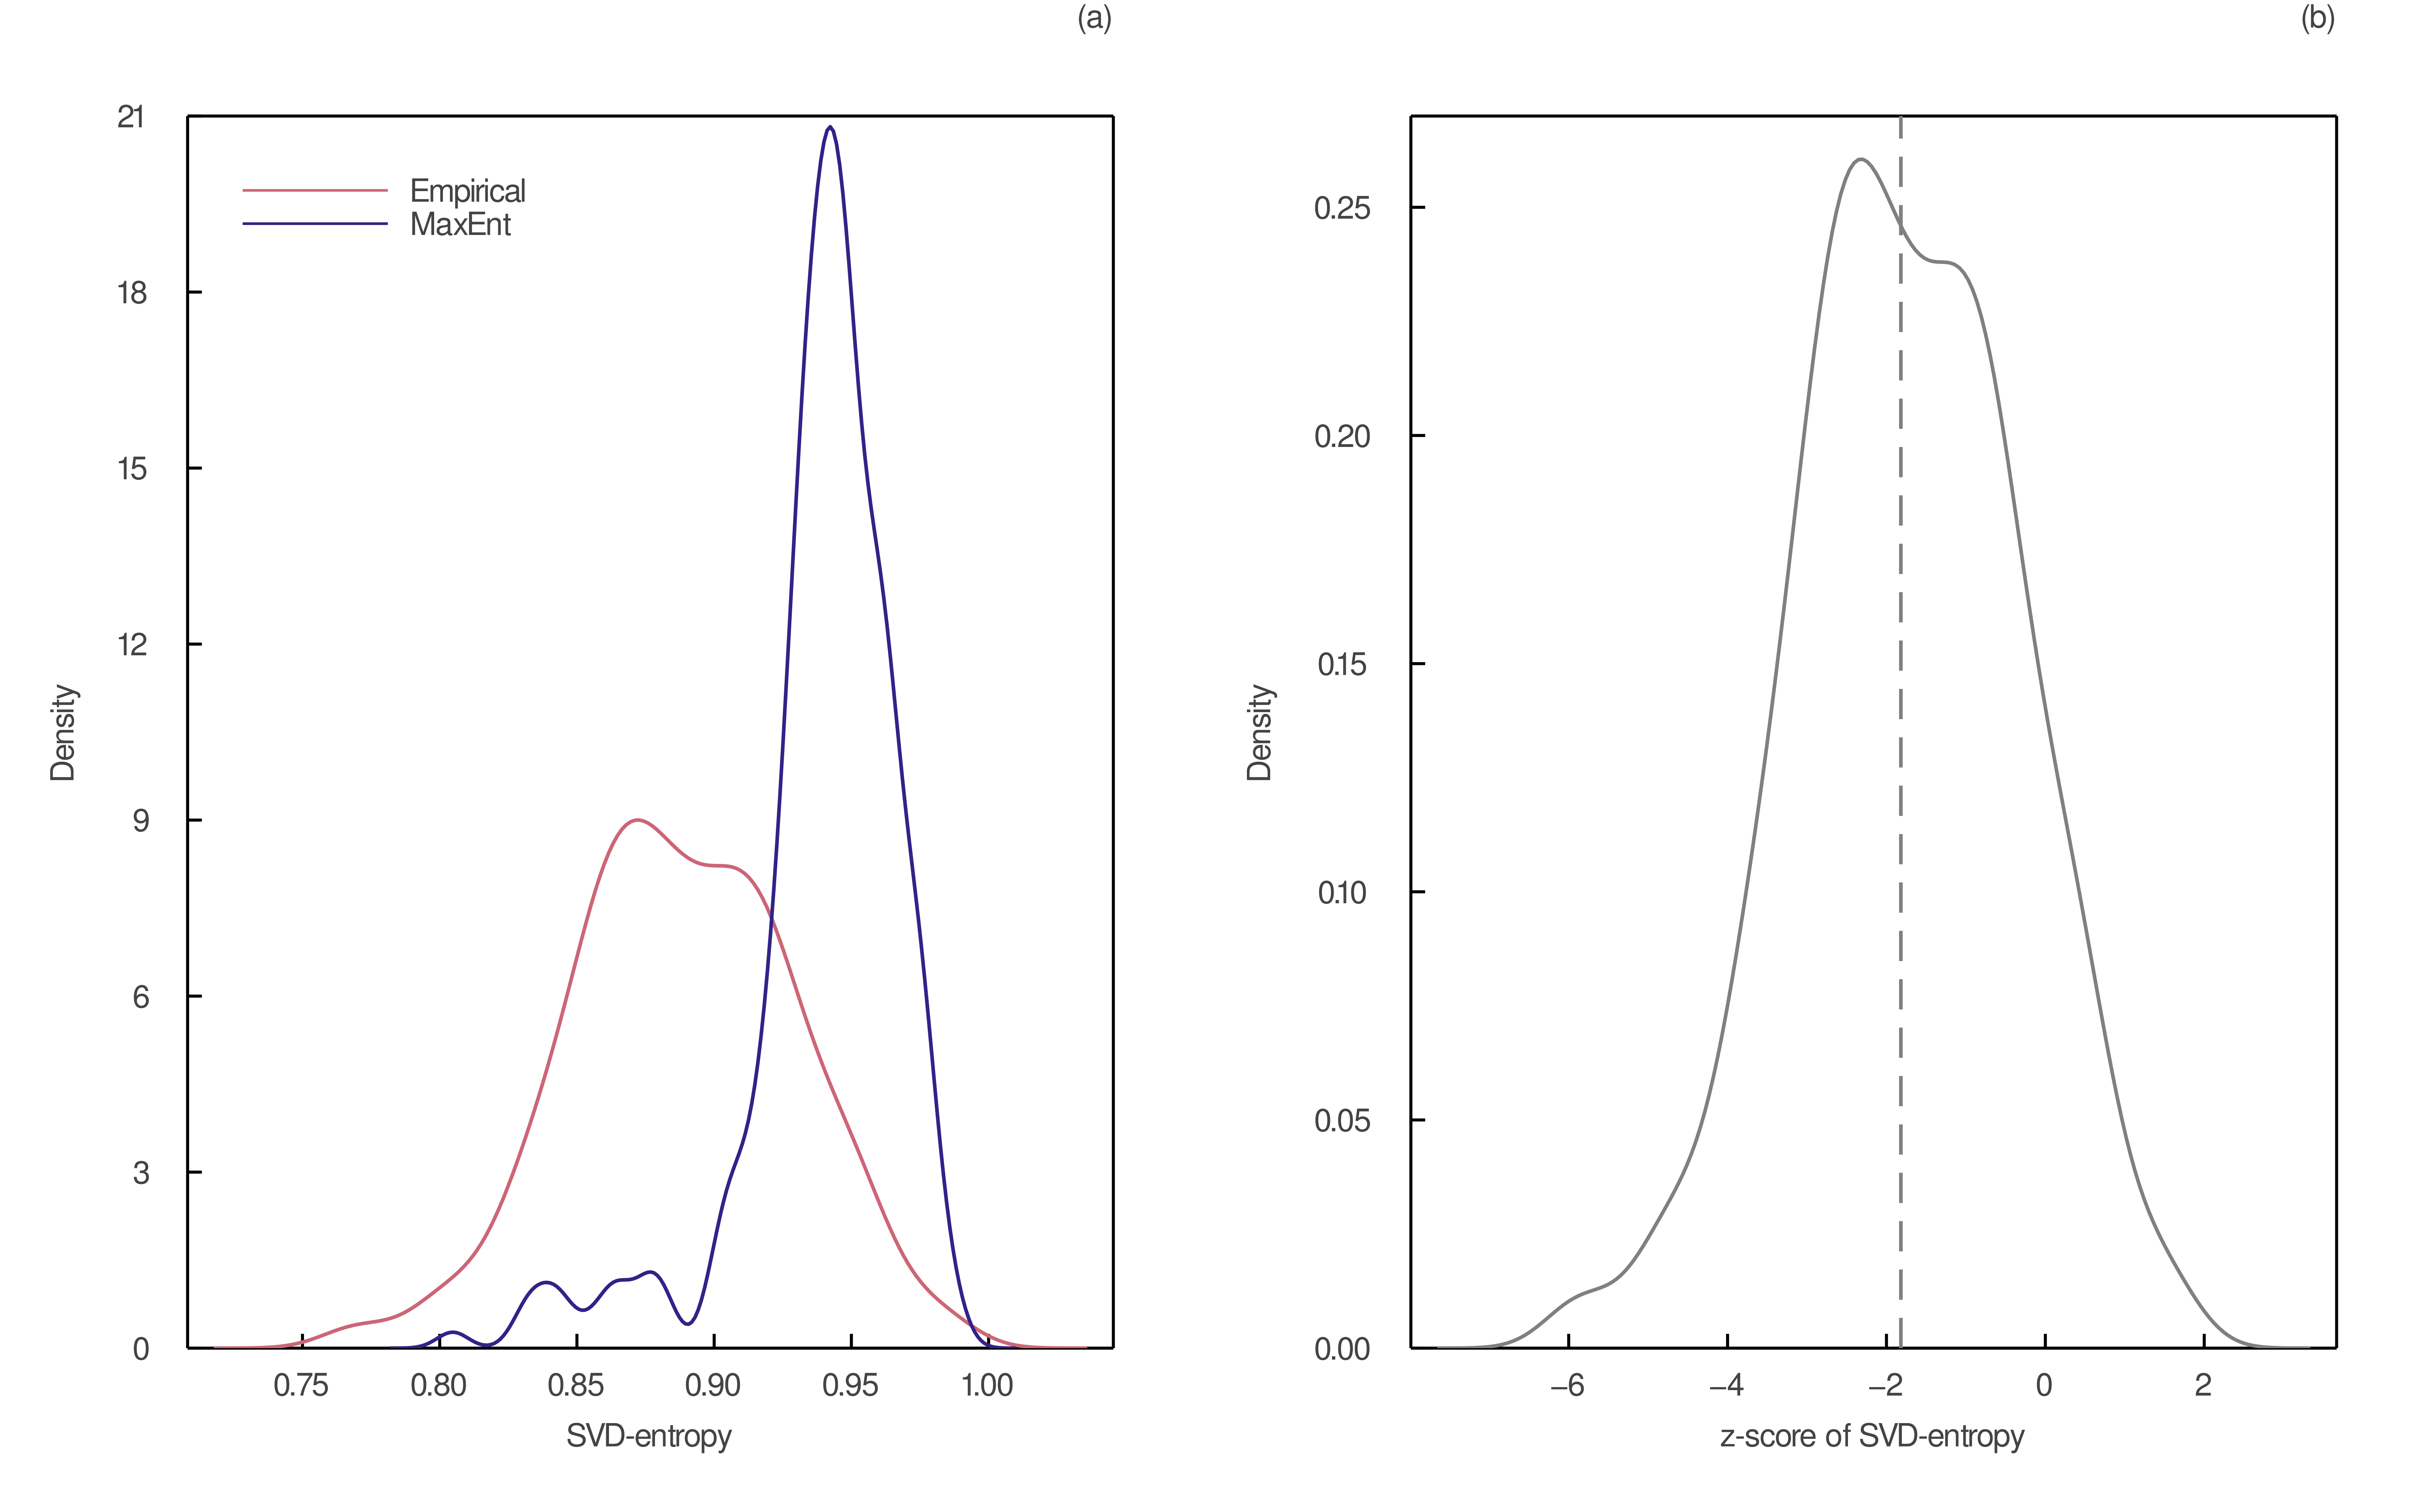 (a)
21
18
15
12
9
6
3
0
Density
Empirical
MaxEnt
0.75 0.80 0.85 0.90 0.95 1.00
SVD-entropy
(b)
0.25
0.20
0.15
0.10
0.05
0.00
Density
−6 −4 −2 0 2
z-score of SVD-entropy